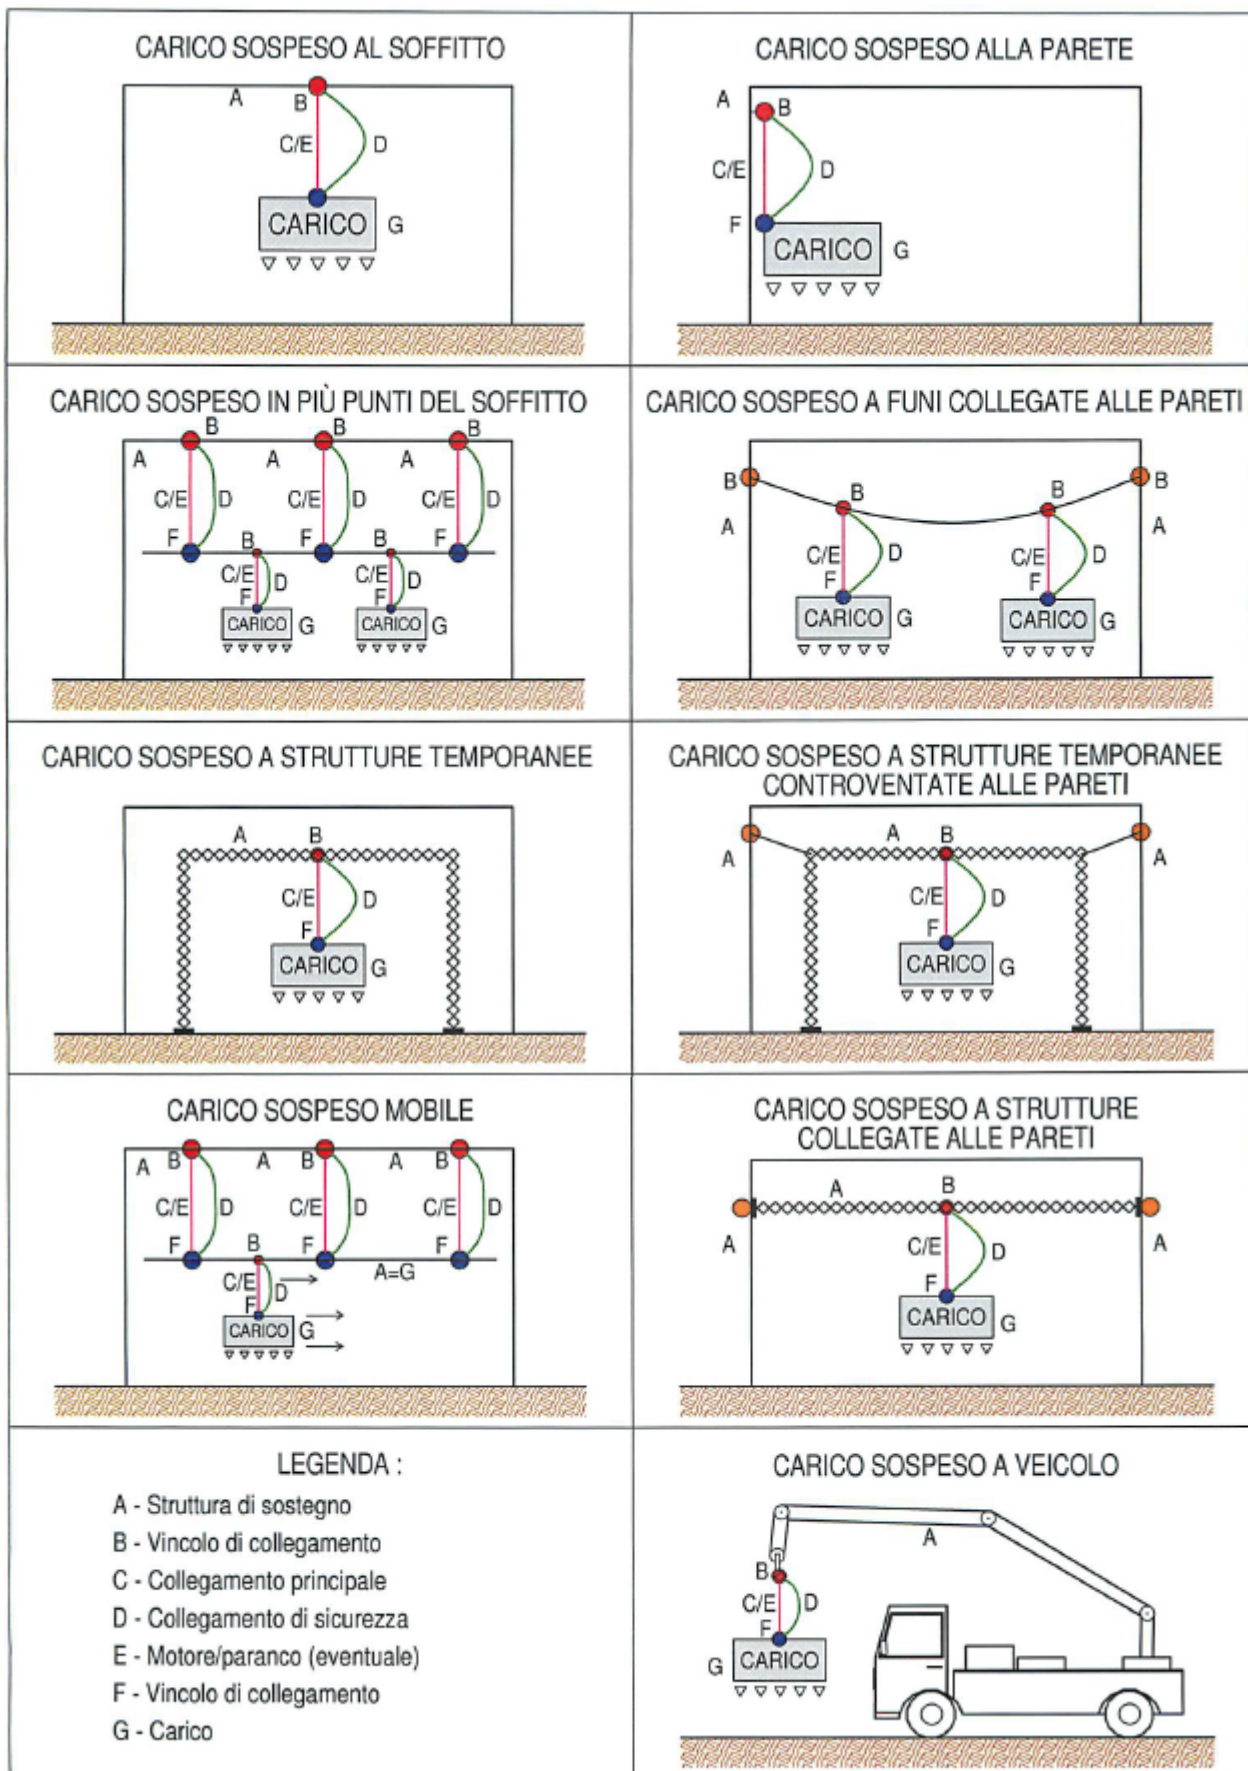 CARICO SOSPESO AL SOFFITTO
A B
C/E D
CARICO G
CARICO SOSPESO ALLA PARETE
A B
C/E D
F
CARICO G
CARICO SOSPESO IN PIÙ PUNTI DEL SOFFITTO
B B B
A A A
C/E D C/E D C/E D
F B F B F
C/E D C/E D
F F
CARICO G CARICO G
CARICO SOSPESO A FUNI COLLEGATE ALLE PARETI
B B B B
A A
C/E D C/E D
F F
CARICO G CARICO G
CARICO SOSPESO A STRUTTURE TEMPORANEE
A B
C/E D
F
CARICO G
CARICO SOSPESO A STRUTTURE TEMPORANEE
CONTROVENTATE ALLE PARETI
A B
A A
C/E D
F
CARICO G
CARICO SOSPESO MOBILE
A B A B A B
C/E D C/E D C/E D
F B F F
C/E D A=G
F
CARICO G
CARICO SOSPESO A STRUTTURE
COLLEGATE ALLE PARETI
A B
A A
C/E D
F
CARICO G
LEGENDA :
A - Struttura di sostegno
B - Vincolo di collegamento
C - Collegamento principale
D - Collegamento di sicurezza
E - Motore/paranco (eventuale)
F - Vincolo di collegamento
G - Carico
CARICO SOSPESO A VEICOLO
A
B
C/E D
F
G CARICO